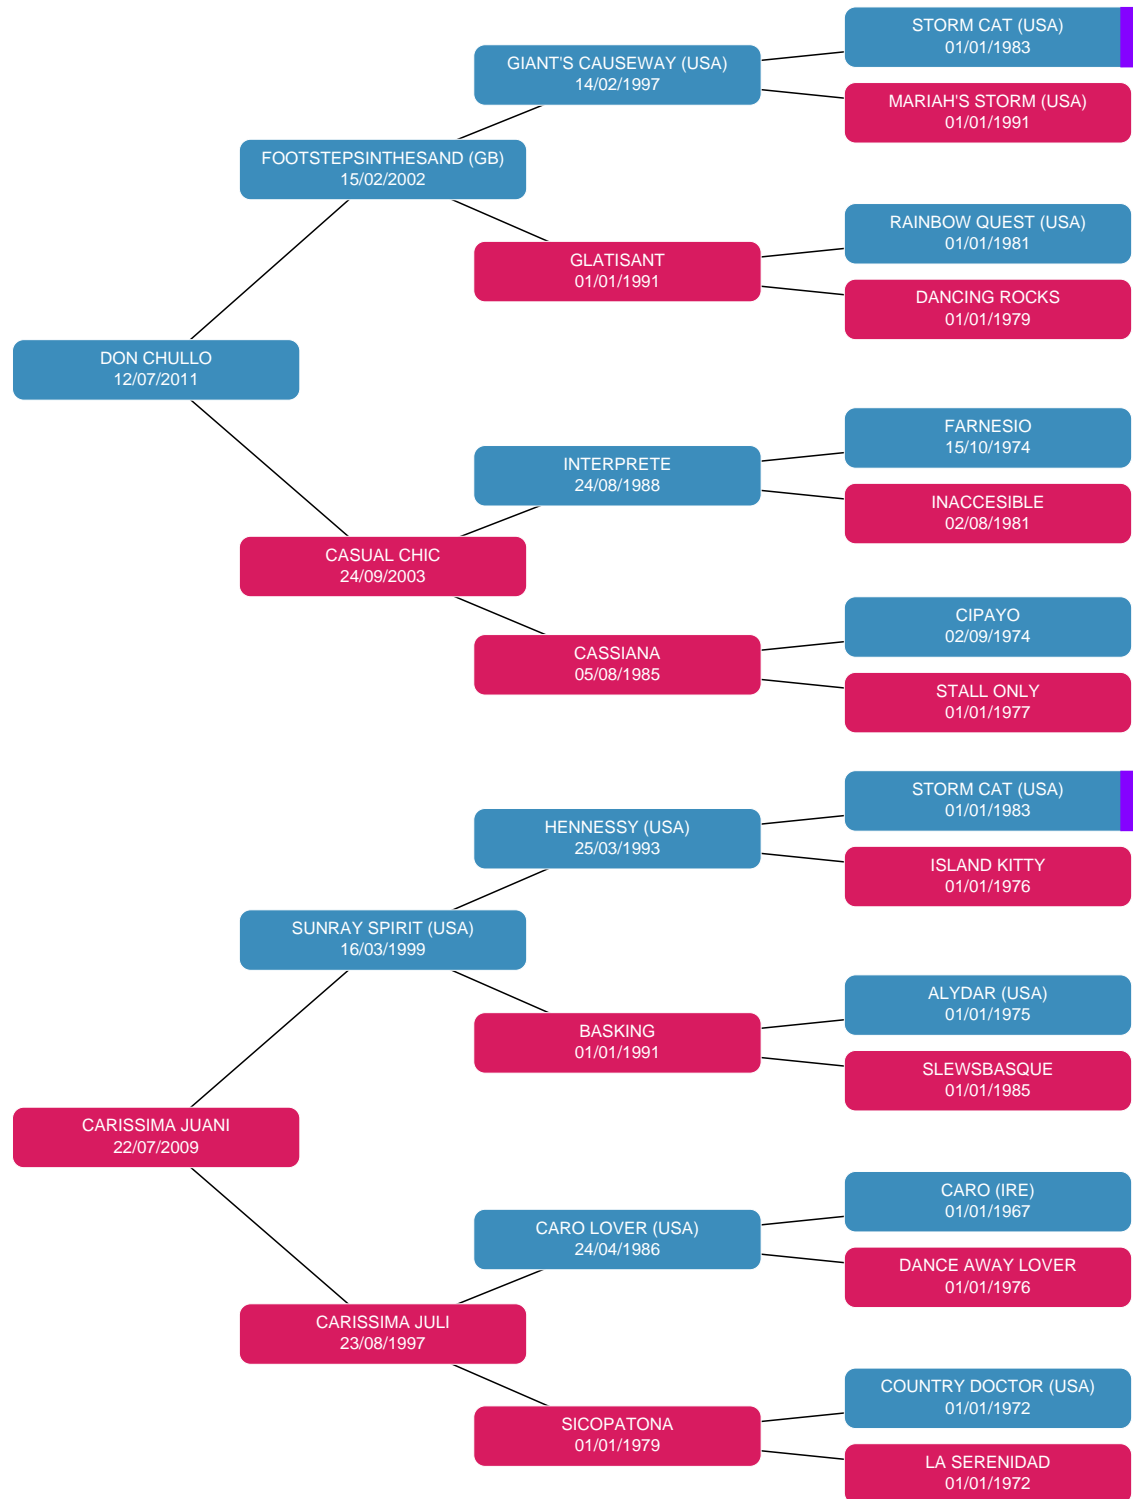 STORM CAT (USA)
01/01/1983
GIANT'S CAUSEWAY (USA)
14/02/1997
MARIAH'S STORM (USA)
01/01/1991
FOOTSTEPSINTHESAND (GB)
15/02/2002
RAINBOW QUEST (USA)
01/01/1981
GLATISANT
01/01/1991
DANCING ROCKS
01/01/1979
DON CHULLO
12/07/2011
FARNESIO
15/10/1974
INTERPRETE
24/08/1988
INACCESIBLE
02/08/1981
CASUAL CHIC
24/09/2003
CIPAYO
02/09/1974
CASSIANA
05/08/1985
STALL ONLY
01/01/1977
STORM CAT (USA)
01/01/1983
HENNESSY (USA)
25/03/1993
ISLAND KITTY
01/01/1976
SUNRAY SPIRIT (USA)
16/03/1999
ALYDAR (USA)
01/01/1975
BASKING
01/01/1991
SLEWSBASQUE
01/01/1985
CARISSIMA JUANI
22/07/2009
CARO (IRE)
01/01/1967
CARO LOVER (USA)
24/04/1986
DANCE AWAY LOVER
01/01/1976
CARISSIMA JULI
23/08/1997
COUNTRY DOCTOR (USA)
01/01/1972
SICOPATONA
01/01/1979
LA SERENIDAD
01/01/1972